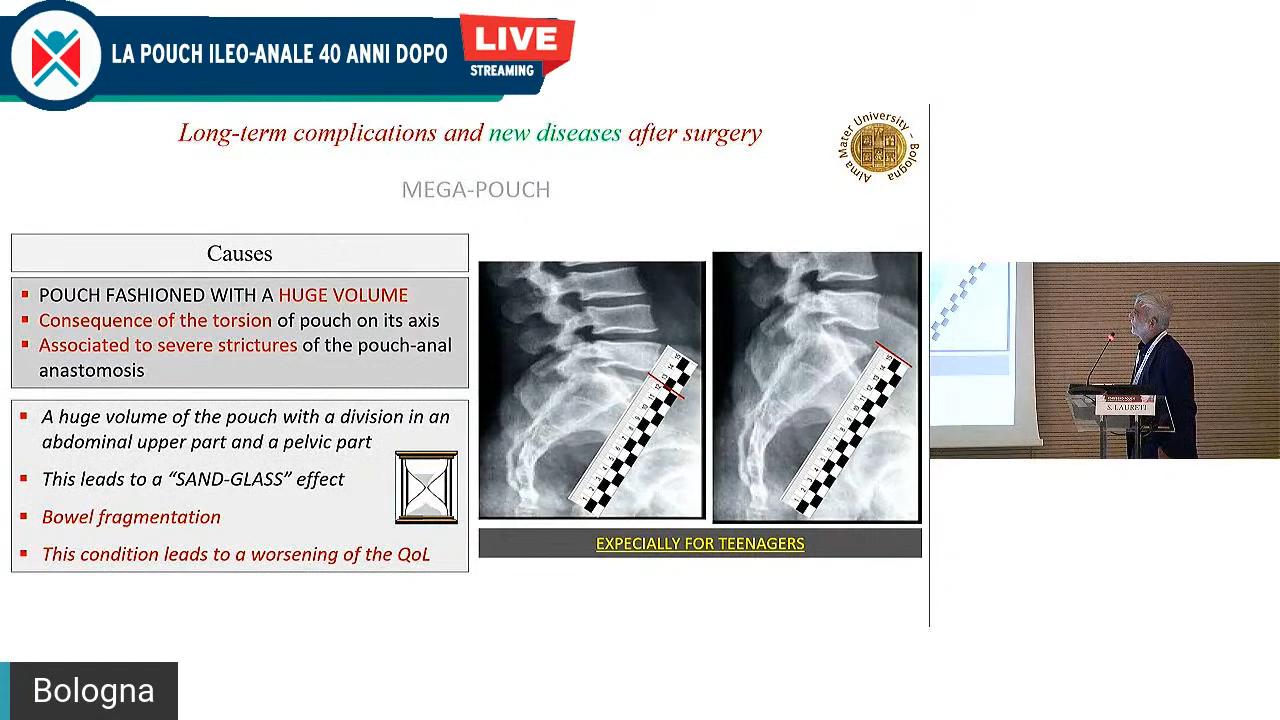 LA POUCH ILEO-ANALE 40 ANNI DOPO
LIVE
STREAMING
Long-term complications and new diseases after surgery
Alma Mater University – Bologna
MEGA-POUCH
Causes
POUCH FASHIONED WITH A HUGE VOLUME
Consequence of the torsion of pouch on its axis
Associated to severe strictures of the pouch-anal
anastomosis
A huge volume of the pouch with a division in an
abdominal upper part and a pelvic part
This leads to a “SAND-GLASS” effect
Bowel fragmentation
This condition leads to a worsening of the QoL
EXPECIALLY FOR TEENAGERS
S. LAURETI
Bologna